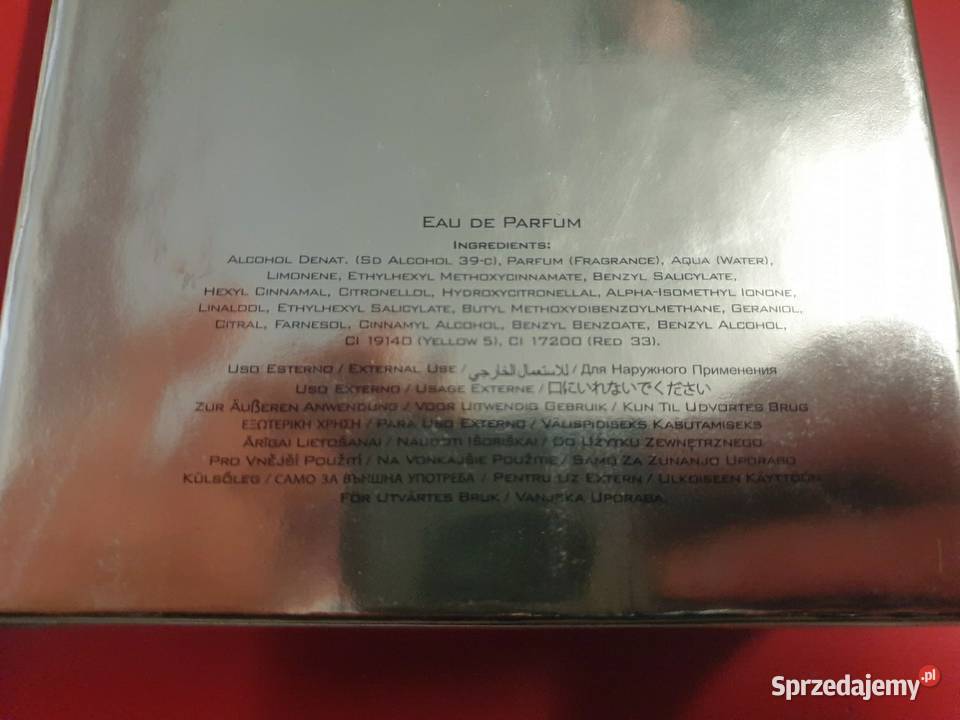 EAU DE PARFUM
INGREDIENTS:
ALCOHOL DENAT. (SD ALCOHOL 39-C), PARFUM (FRAGRANCE), AQUA (WATER),
LIMONENE, ETHYLHEXYL METHOXYCINNAMATE, BENZYL SALICYLATE,
HEXYL CINNAMAL, CITRONELLOL, HYDROXYCITRONELLAL, ALPHA-ISOMETHYL IONONE,
LINALOOL, ETHYLHEXYL SALICYLATE, BUTYL METHOXYDIBENZOYLMETHANE, GERANIOL,
CITRAL, FARNESOL, CINNAMYL ALCOHOL, BENZYL BENZOATE, BENZYL ALCOHOL,
CI 19140 (YELLOW 5), CI 17200 (RED 33).
USO ESTERNO / EXTERNAL USE / للاستعمال الخارجي / Для Наружного Применения
USO EXTERNO / USAGE EXTERNE / 口にいれないでください
ZUR ÄUßEREN ANWENDUNG / VOOR UITWENDIG GEBRUIK / KUN TIL UDVORTES BRUG
ΕΞΩΤΕΡΙΚΗ ΧΡΗΣΗ / PARA USO EXTERNO / VÄLISPIDISEKS KASUTAMISEKS
ĀRĪGAI LIETOŠANAI / NAUDOTI IŠORIŠKAI / DO UŻYTKU ZEWNĘTRZNEGO
PRO VNĚJŠÍ POUŽITÍ / NA VONKAJŠIE POUŽITIE / SAMO ZA ZUNANJO UPORABO
KÜLSŐLEG / САМО ЗА ВЪНШНА УПОТРЕБА / PENTRU UZ EXTERN / ULKOISEEN KÄYTTÖÖN
FÖR UTVÄRTES BRUK / VANJSKA UPORABA.
Sprzedajemy.pl